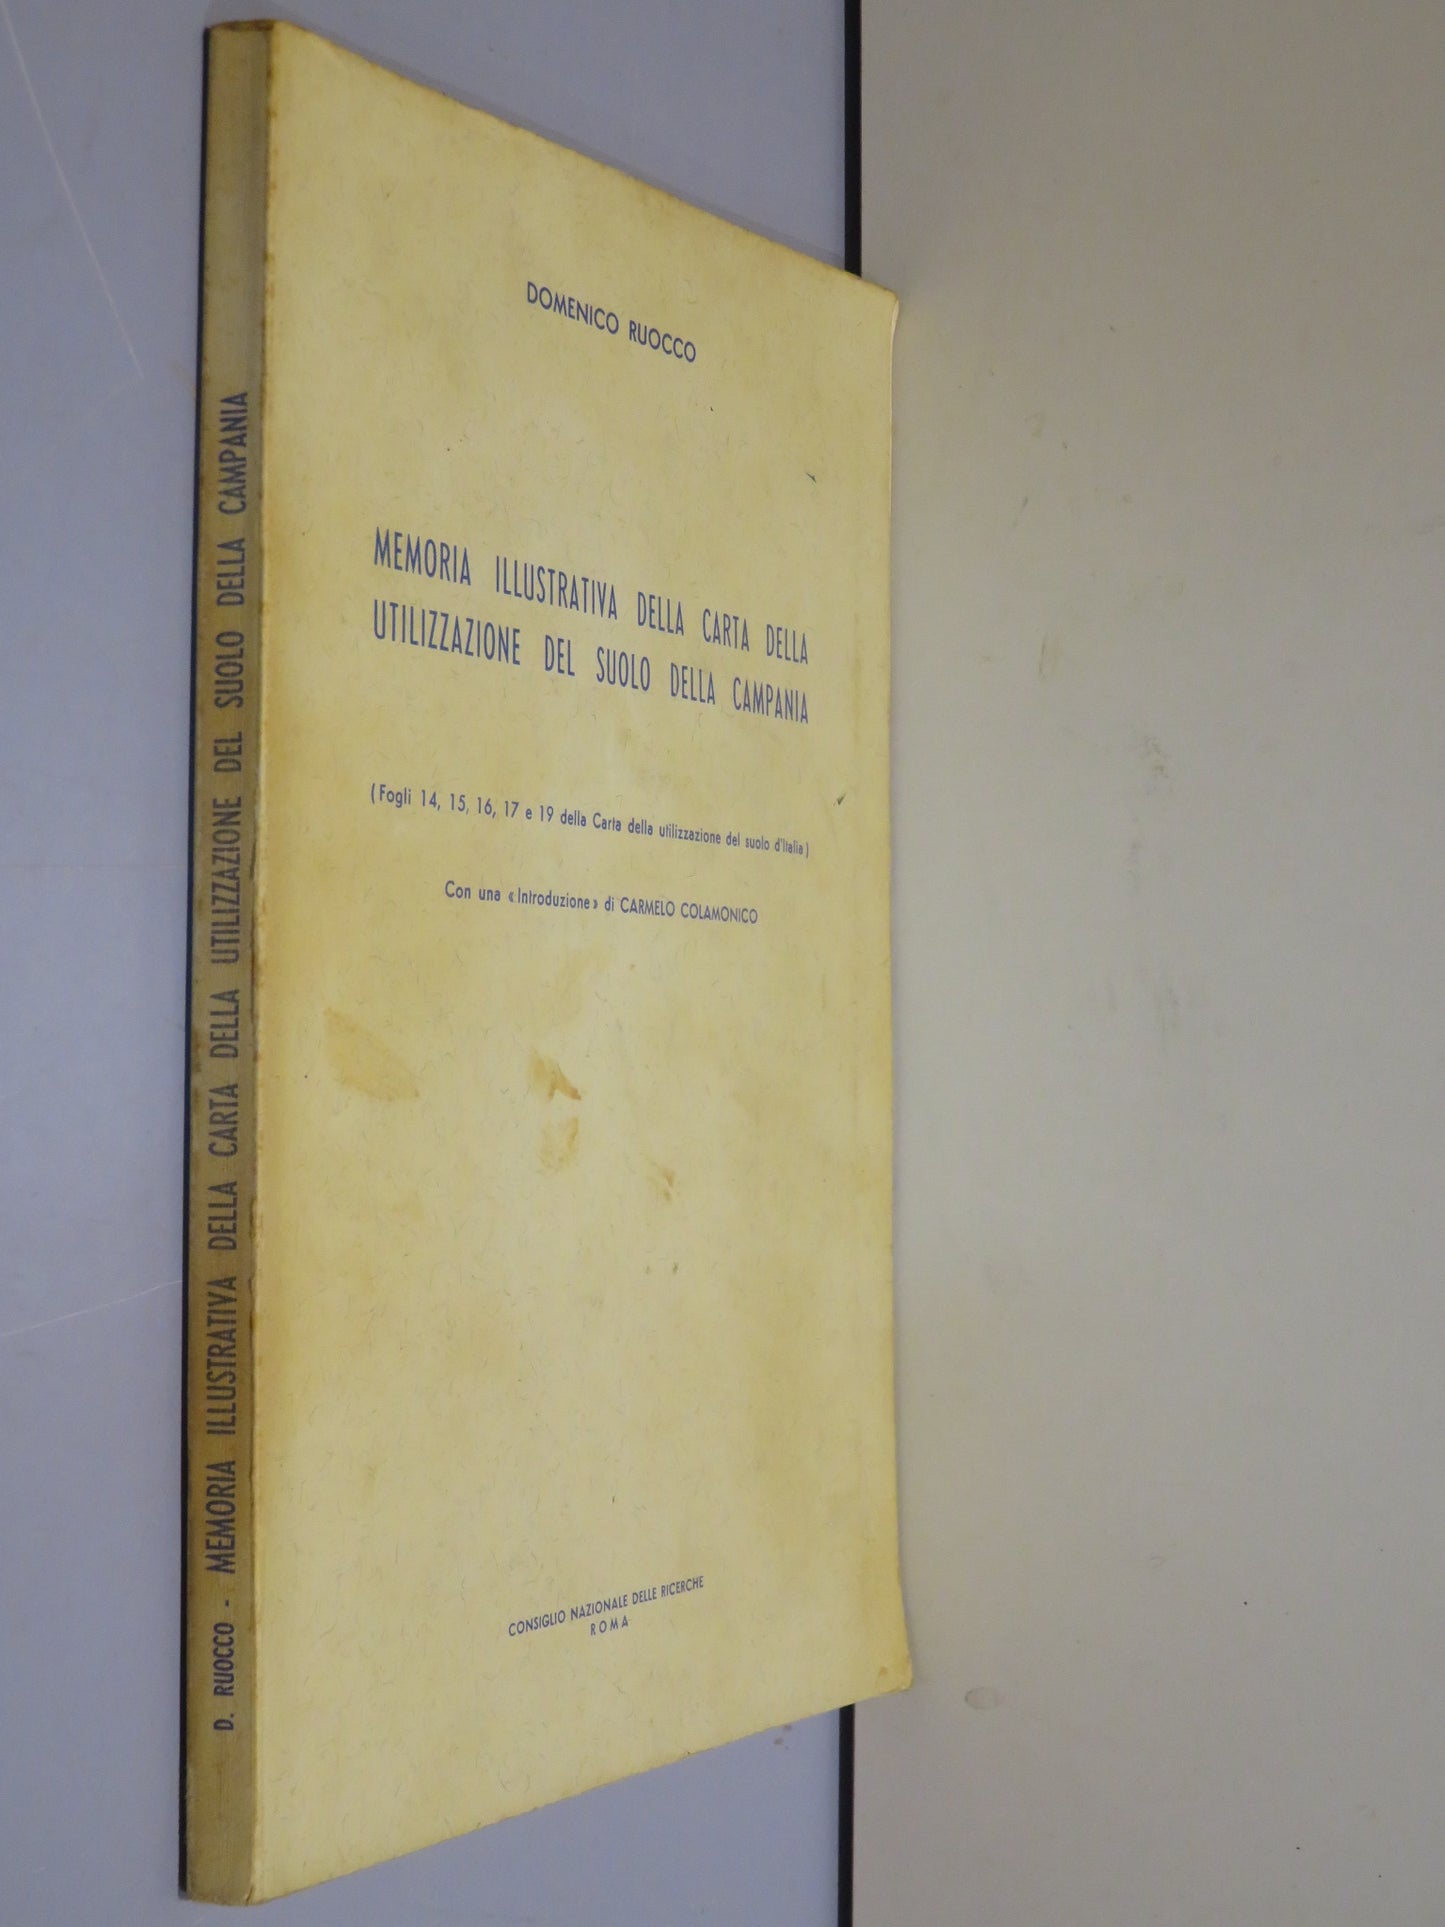 D. RUOCCO - MEMORIA ILLUSTRATIVA DELLA CARTA DELLA UTILIZZAZIONE DEL SUOLO DELLA CAMPANIA
DOMENICO RUOCCO
MEMORIA ILLUSTRATIVA DELLA CARTA DELLA
UTILIZZAZIONE DEL SUOLO DELLA CAMPANIA
(Fogli 14, 15, 16, 17 e 19 della Carta della utilizzazione del suolo d'Italia)
Con una «Introduzione» di CARMELO COLAMONICO
CONSIGLIO NAZIONALE DELLE RICERCHE
ROMA